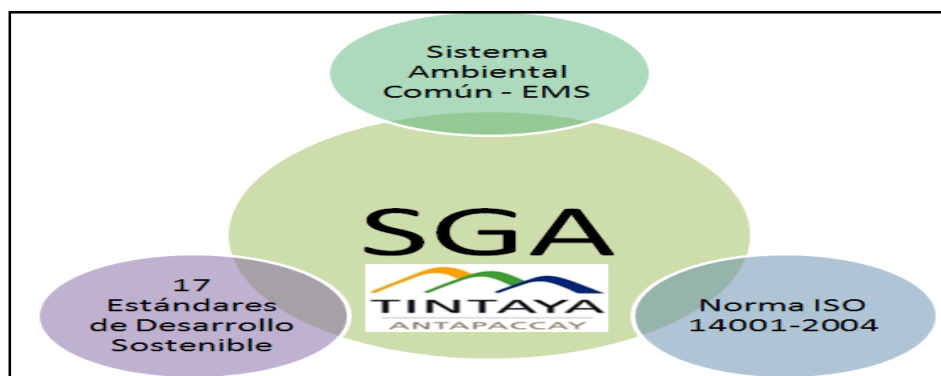 Sistema
Ambiental
Común - EMS
SGA
TINTAYA
ANTAPACCAY
17
Estándares
de Desarrollo
Sostenible
Norma ISO
14001-2004